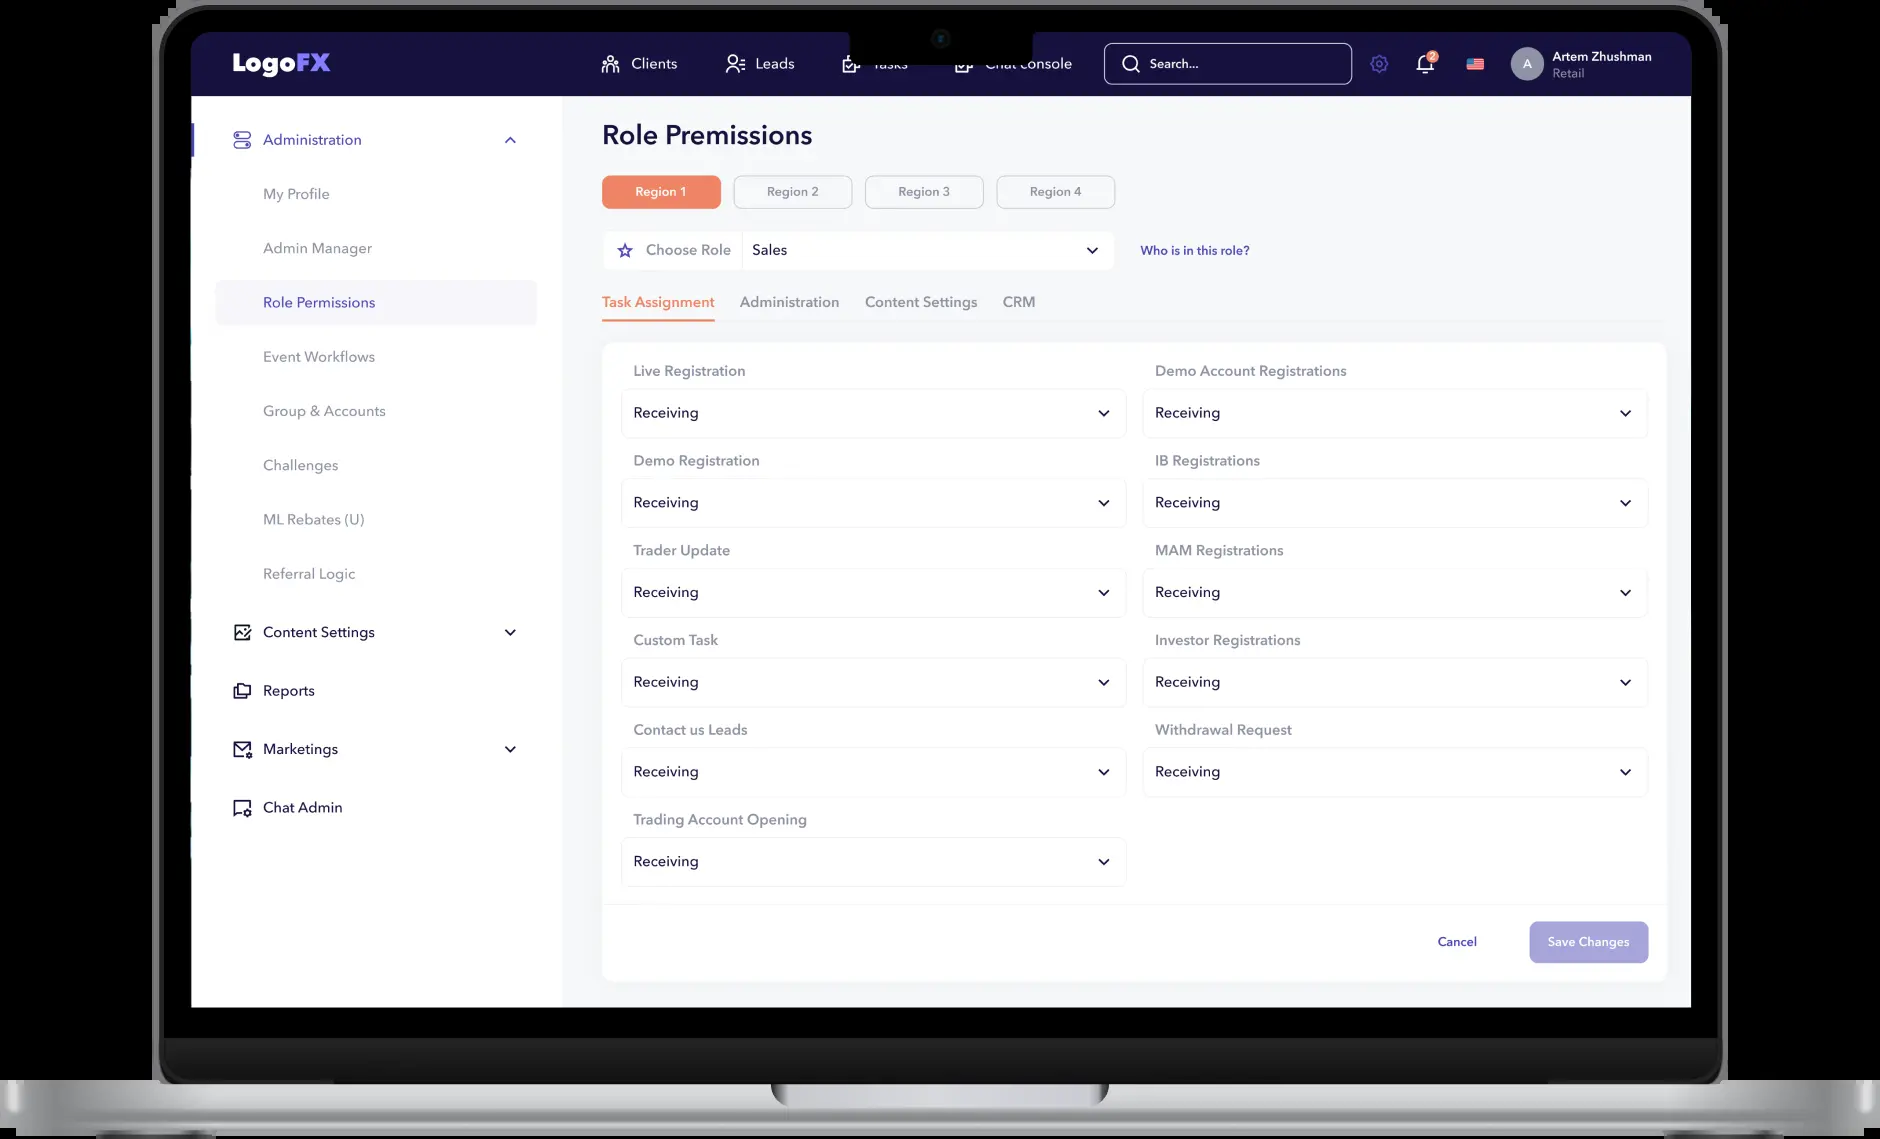 LogoFX
Clients
Leads
Tasks
Chat console
Search...
2
A
Artem Zhushman
Retail
Administration
My Profile
Admin Manager
Role Permissions
Event Workflows
Group & Accounts
Challenges
ML Rebates (U)
Referral Logic
Content Settings
Reports
Marketings
Chat Admin
Role Premissions
Region 1
Region 2
Region 3
Region 4
Choose Role
Sales
Who is in this role?
Task Assignment
Administration
Content Settings
CRM
Live Registration
Receiving
Demo Account Registrations
Receiving
Demo Registration
Receiving
IB Registrations
Receiving
Trader Update
Receiving
MAM Registrations
Receiving
Custom Task
Receiving
Investor Registrations
Receiving
Contact us Leads
Receiving
Withdrawal Request
Receiving
Trading Account Opening
Receiving
Cancel
Save Changes